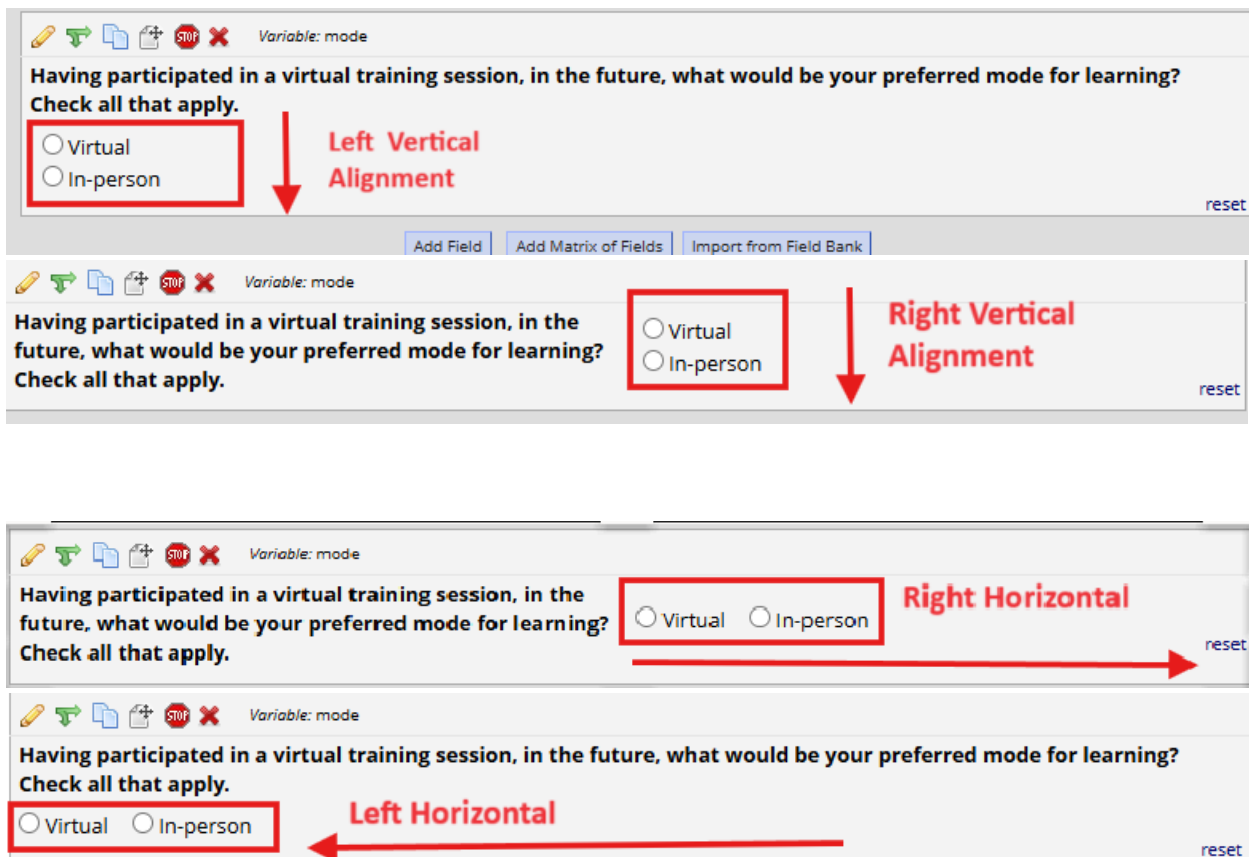 STOP Variable: mode
Having participated in a virtual training session, in the future, what would be your preferred mode for learning?
Check all that apply.
Virtual
In-person
Left Vertical
Alignment
reset
Add Field Add Matrix of Fields Import from Field Bank
STOP Variable: mode
Having participated in a virtual training session, in the
future, what would be your preferred mode for learning?
Check all that apply.
Virtual
In-person
Right Vertical
Alignment
reset
STOP Variable: mode
Having participated in a virtual training session, in the
future, what would be your preferred mode for learning?
Check all that apply.
Virtual In-person
Right Horizontal
reset
STOP Variable: mode
Having participated in a virtual training session, in the future, what would be your preferred mode for learning?
Check all that apply.
Virtual In-person
Left Horizontal
reset